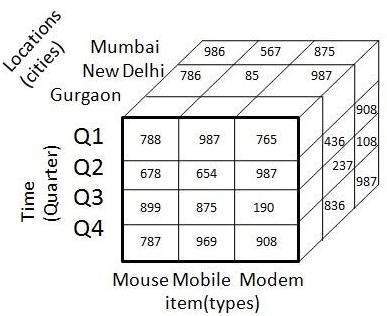 Locations
(cities)
Mumbai 986 567 875
New Delhi 786 85 987
Gurgaon
Time
(Quarter)
Q1 788 987 765
Q2 678 654 987
Q3 899 875 190
Q4 787 969 908
908
436 108
237
987
836
Mouse Mobile Modem
item(types)